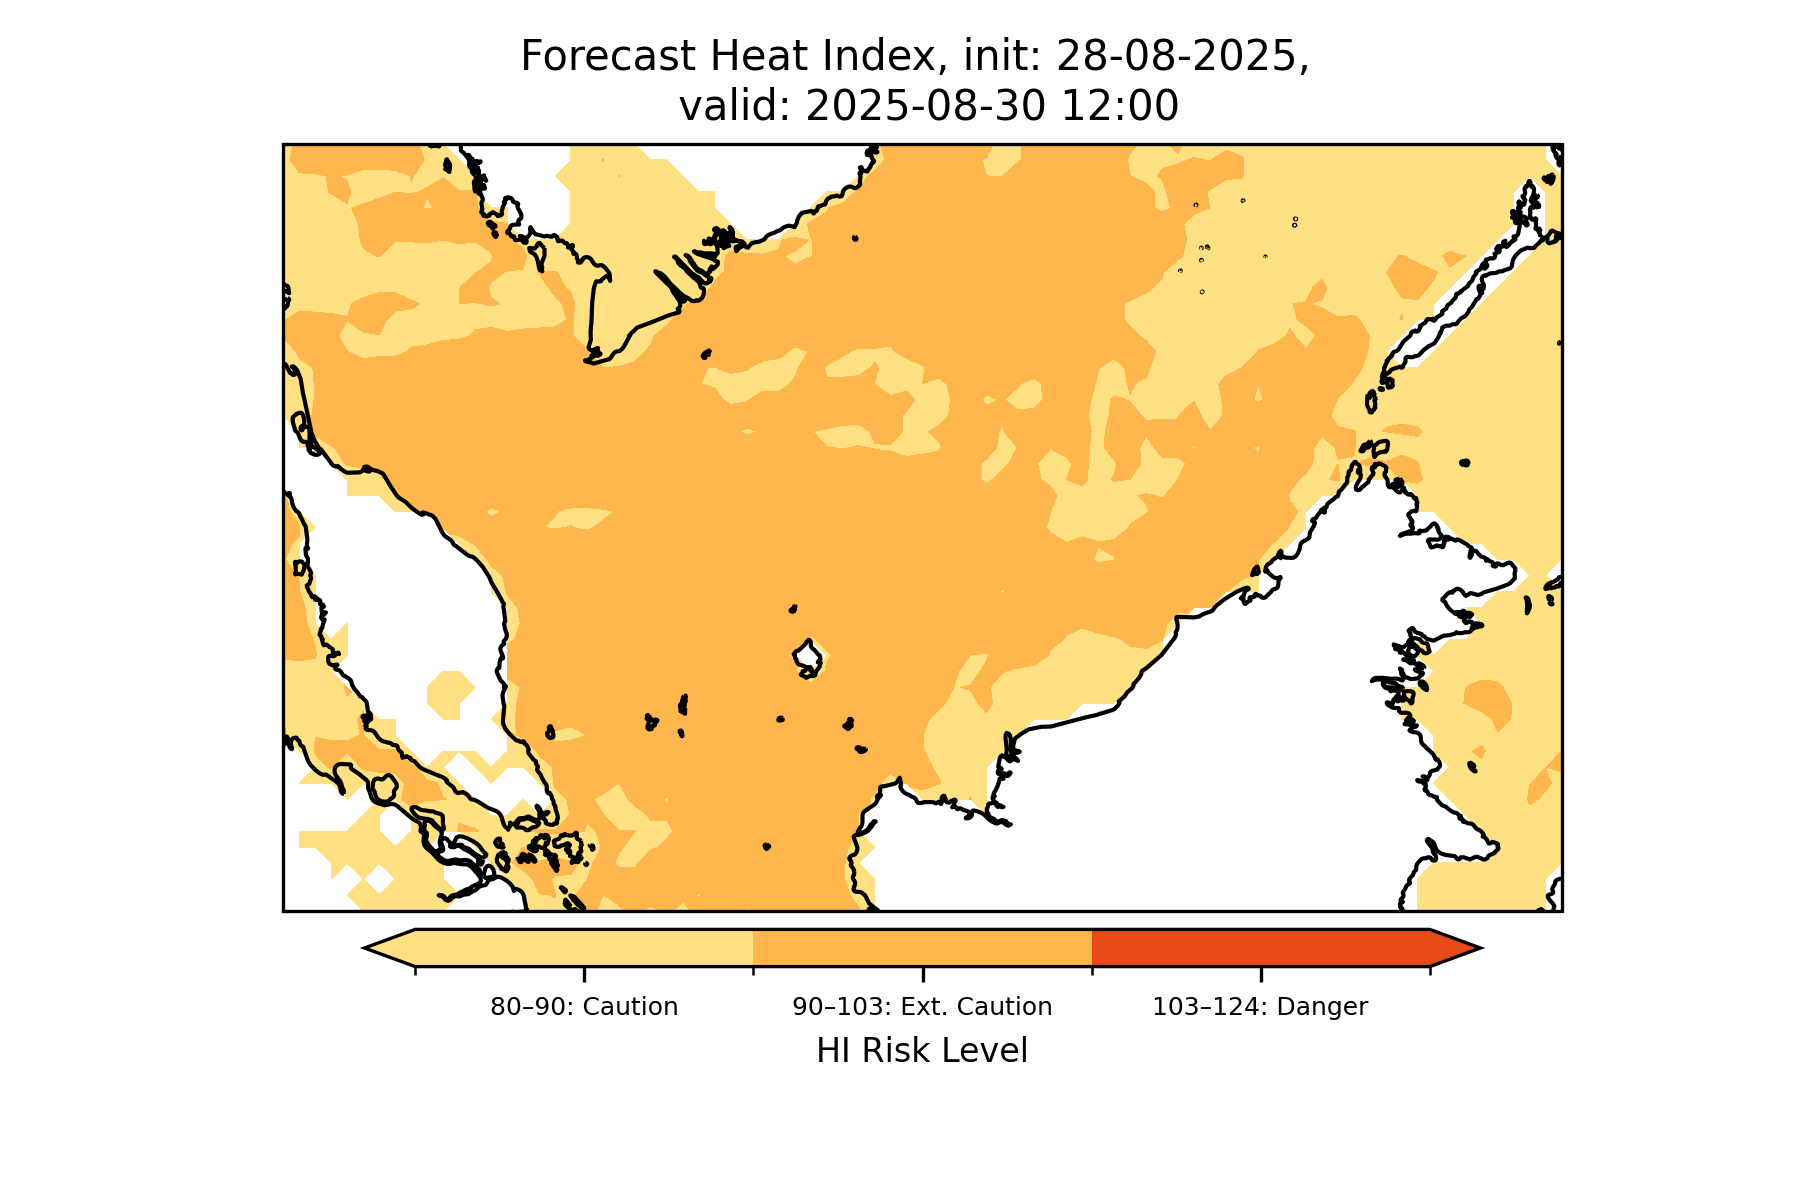 Forecast Heat Index, init: 28-08-2025,
valid: 2025-08-30 12:00
80–90: Caution 90–103: Ext. Caution 103–124: Danger
HI Risk Level